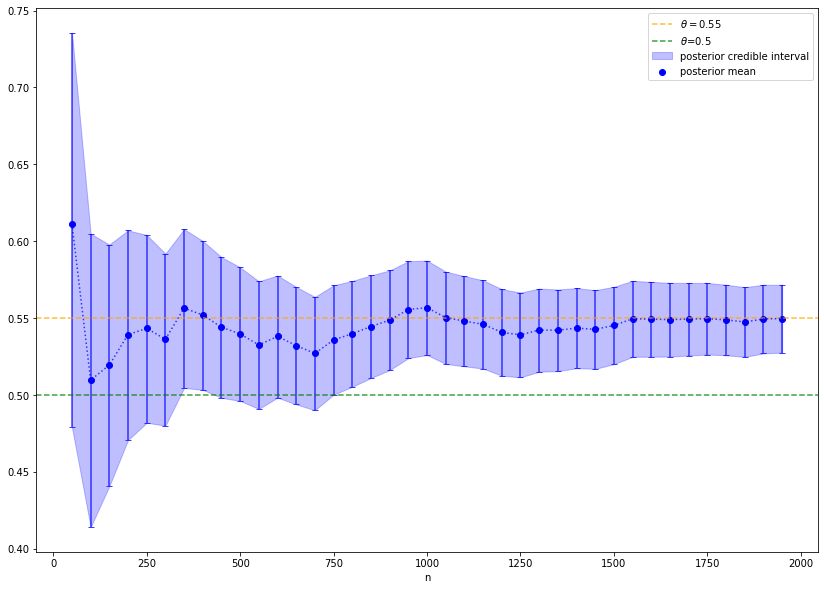 0.75
0.70
0.65
0.60
0.55
0.50
0.45
0.40
0 250 500 750 1000 1250 1500 1750 2000
n
θ = 0.55
θ=0.5
posterior credible interval
posterior mean